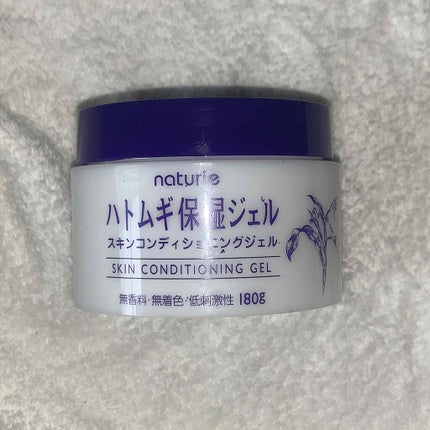 naturie
ハトムギ保湿ジェル
スキンコンディショニングジェル
SKIN CONDITIONING GEL
無香料・無着色・低刺激性 180g